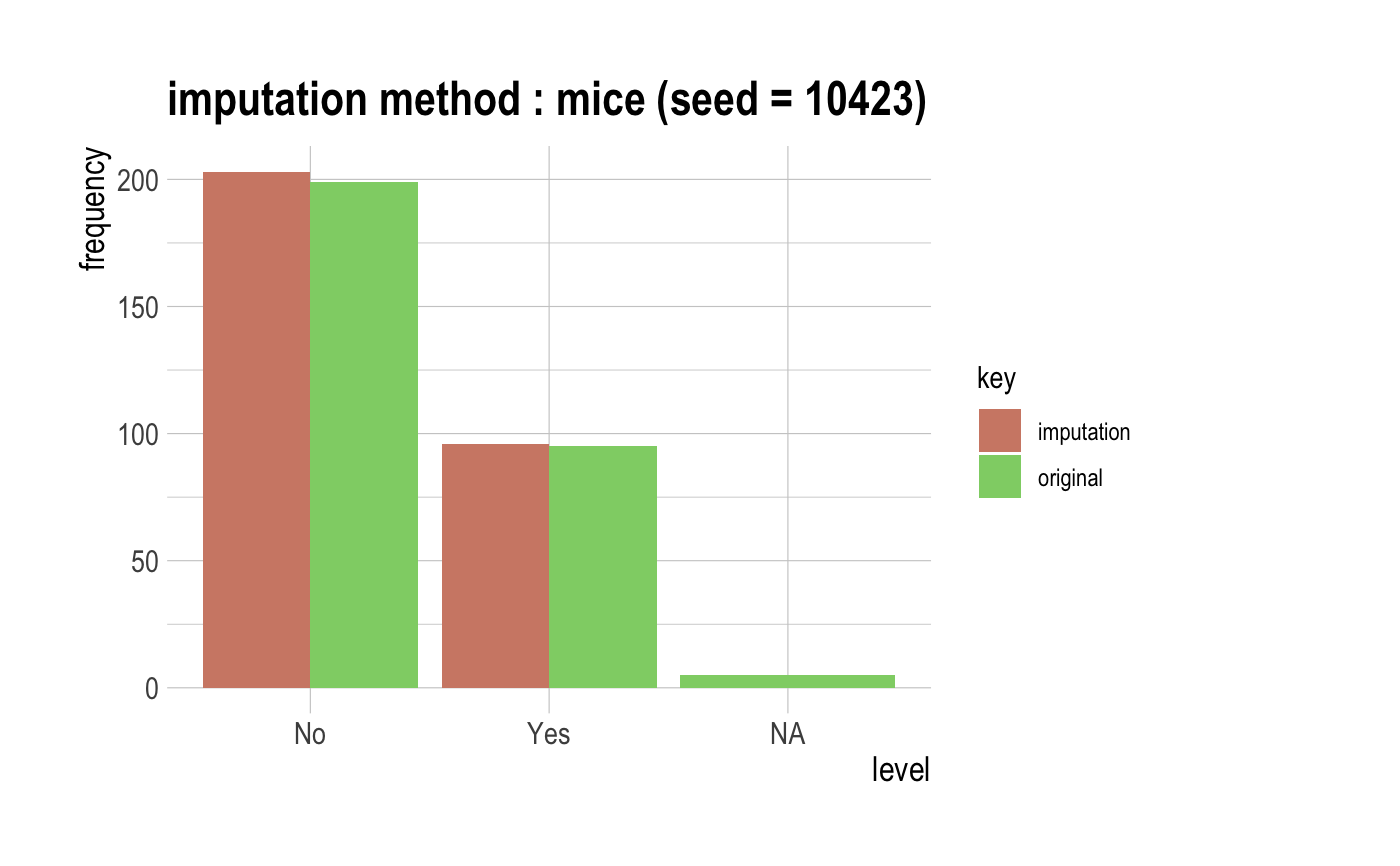 imputation method : mice (seed = 10423)
frequency
200
150
100
50
0
No Yes NA
level
key
imputation
original